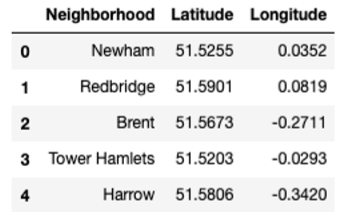 Neighborhood Latitude Longitude
0 Newham 51.5255 0.0352
1 Redbridge 51.5901 0.0819
2 Brent 51.5673 -0.2711
3 Tower Hamlets 51.5203 -0.0293
4 Harrow 51.5806 -0.3420